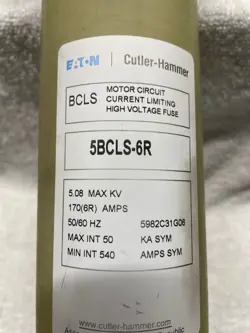 EATON | Cutler-Hammer
BCLS
MOTOR CIRCUIT
CURRENT LIMITING
HIGH VOLTAGE FUSE
5BCLS-6R
5.08 MAX KV
170(6R) AMPS
50/60 HZ 5982C31G06
MAX INT 50 KA SYM
MIN INT 540 AMPS SYM
www.cutler-hammer.com